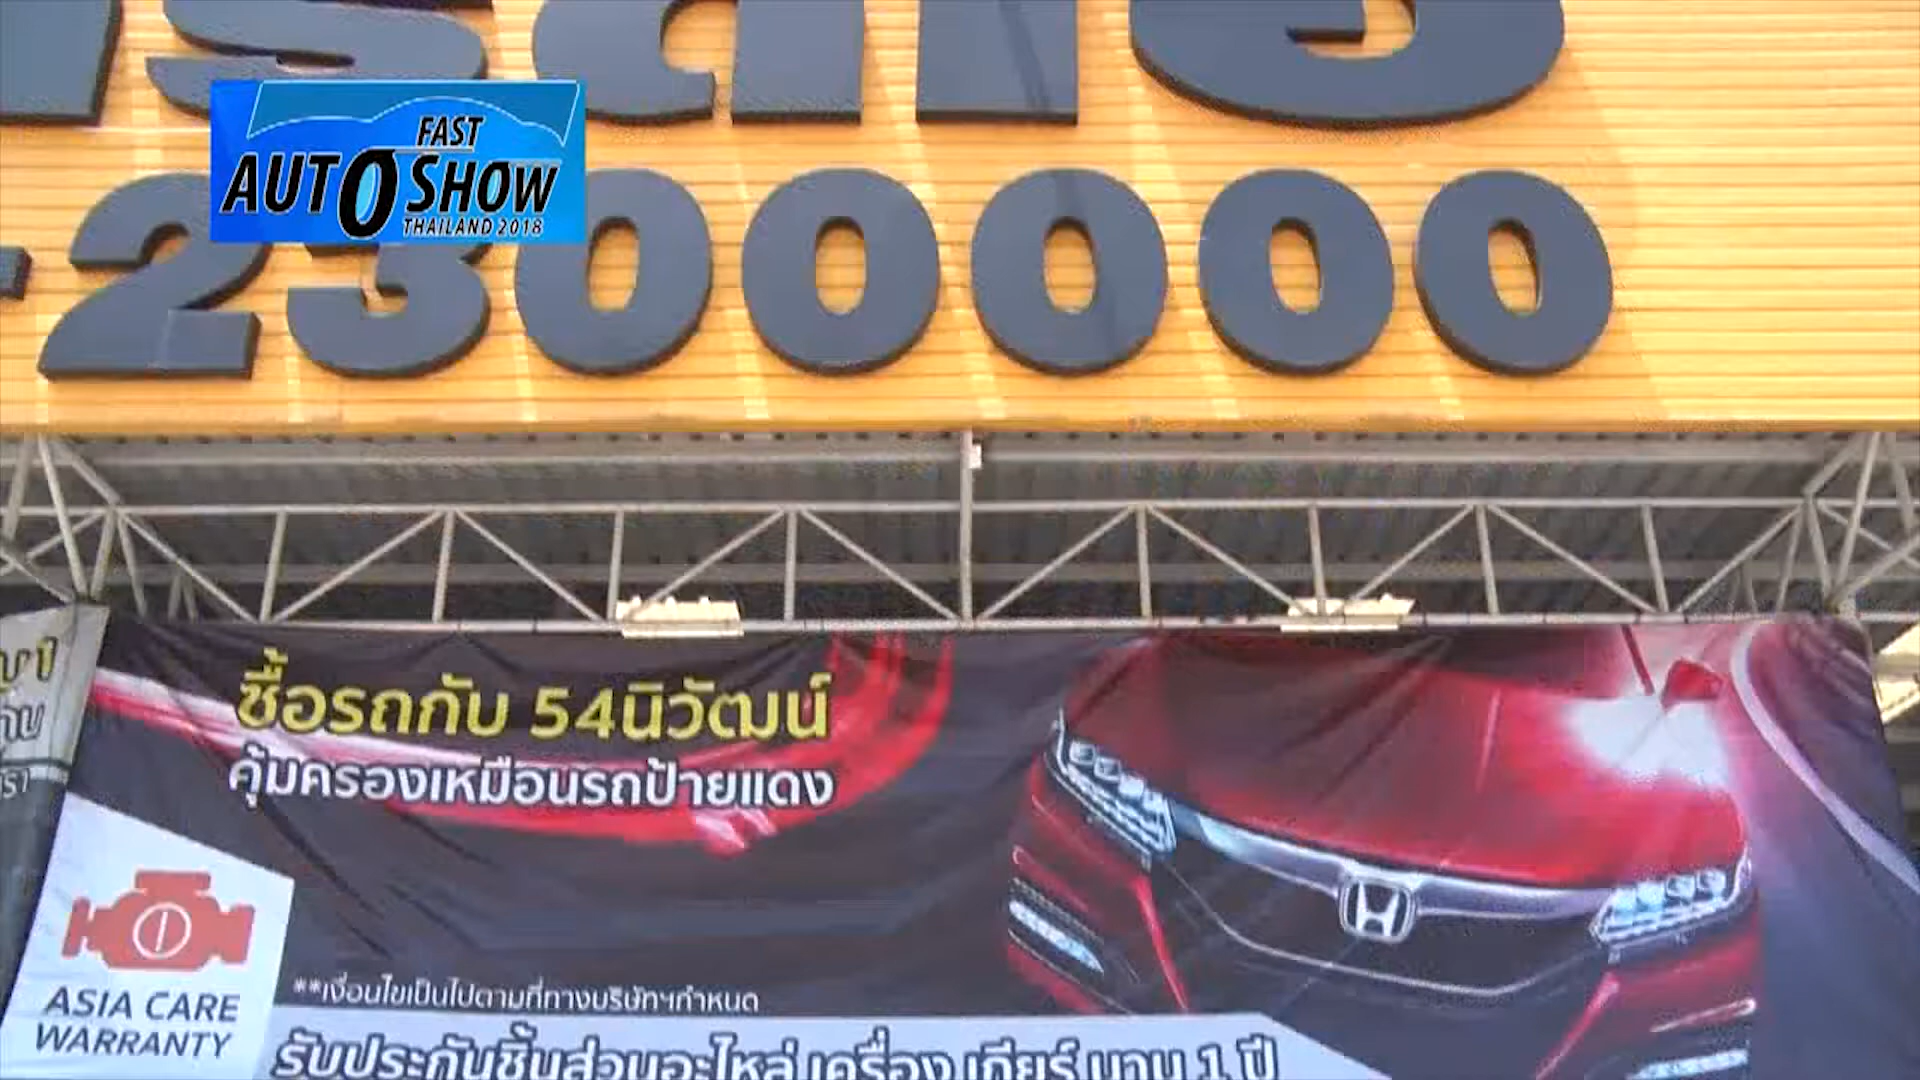 FAST
AUTO SHOW
THAILAND 2018
-2300000
ซื้อรถกับ 54นิวัฒน์
คุ้มครองเหมือนรถป้ายแดง
ASIA CARE
WARRANTY
**เงื่อนไขเป็นไปตามที่ทางบริษัทฯกำหนด
รับประกันชิ้นส่วนอะไหล่ เครื่อง เกียร์ นาน 1 ปี